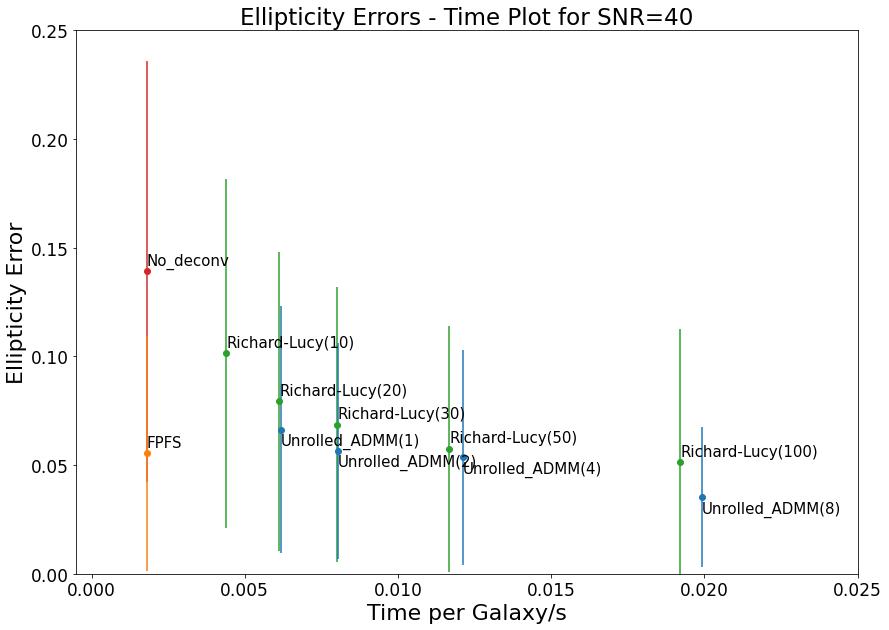 Ellipticity Errors - Time Plot for SNR=40
Ellipticity Error
0.25
0.20
0.15
0.10
0.05
0.00
No_deconv
FPFS
Richard-Lucy(10)
Richard-Lucy(20)
Unrolled_ADMM(1)
Richard-Lucy(30)
Unrolled_ADMM(2)
Richard-Lucy(50)
Unrolled_ADMM(4)
Richard-Lucy(100)
Unrolled_ADMM(8)
0.000 0.005 0.010 0.015 0.020 0.025
Time per Galaxy/s